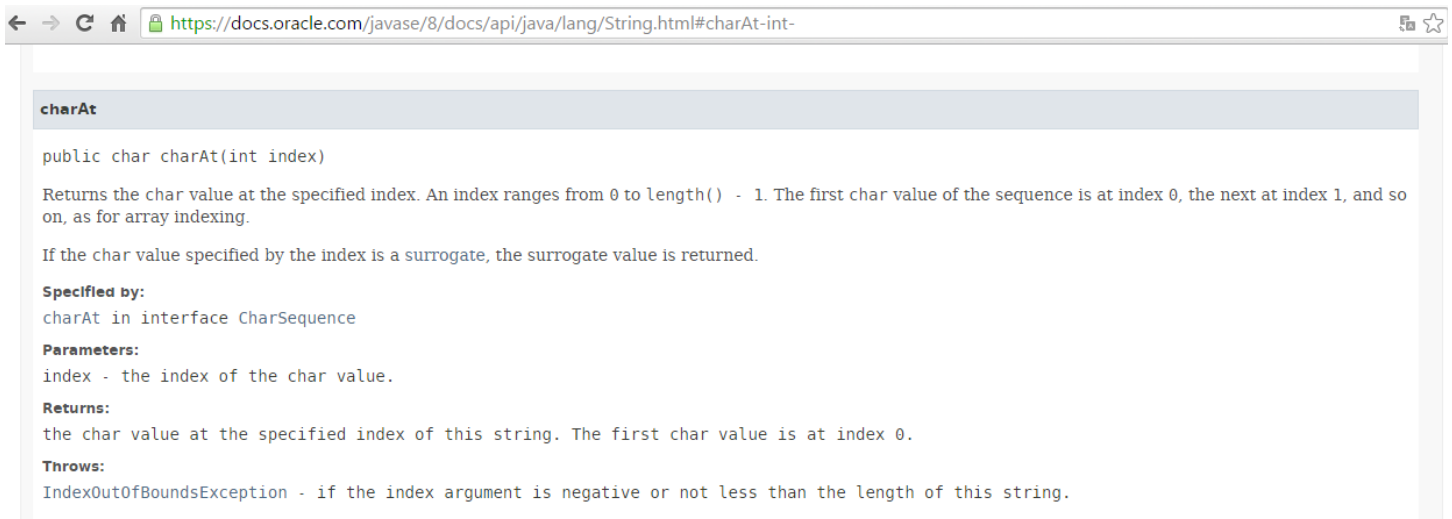 https://docs.oracle.com/javase/8/docs/api/java/lang/String.html#charAt-int-
charAt
public char charAt(int index)
Returns the char value at the specified index. An index ranges from 0 to length() - 1. The first char value of the sequence is at index 0, the next at index 1, and so
on, as for array indexing.
If the char value specified by the index is a surrogate, the surrogate value is returned.
Specified by:
charAt in interface CharSequence
Parameters:
index - the index of the char value.
Returns:
the char value at the specified index of this string. The first char value is at index 0.
Throws:
IndexOutOfBoundsException - if the index argument is negative or not less than the length of this string.